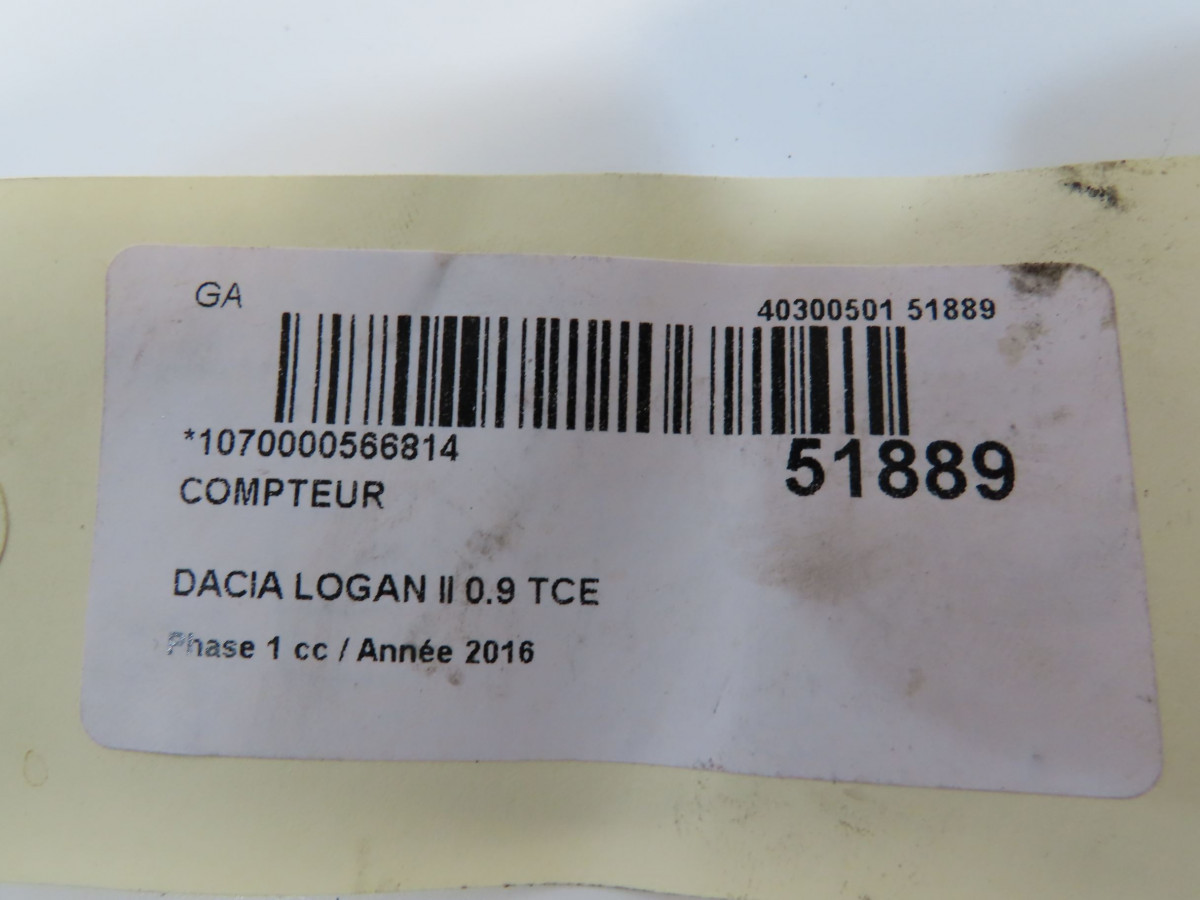 GA
40300501 51889
*1070000566814
51889
COMPTEUR
DACIA LOGAN II 0.9 TCE
Phase 1 cc / Année 2016